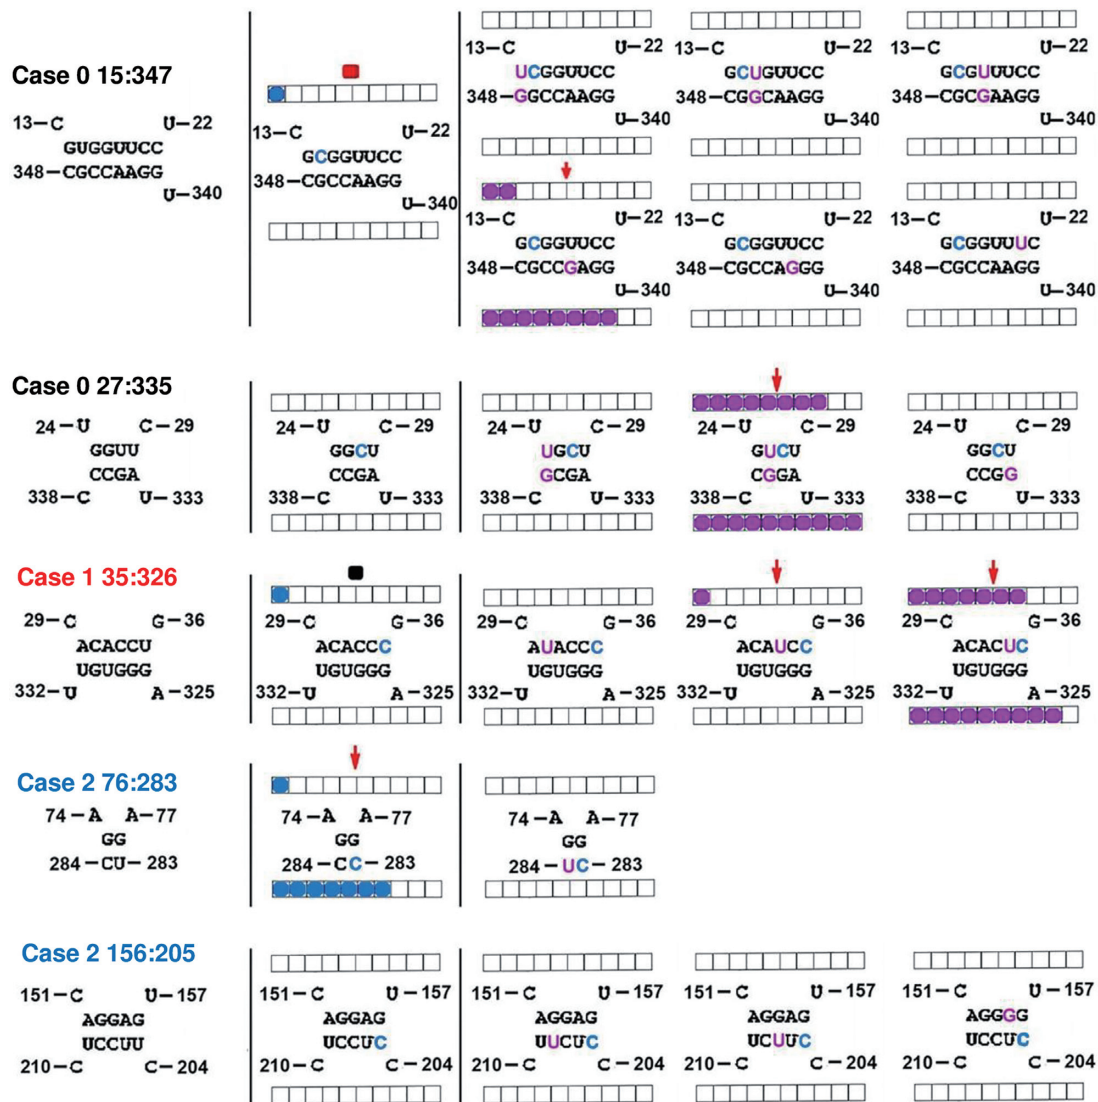 13–C U–22 13–C U–22 13–C U–22
Case 0 15:347 UCGGUUCC GCUGUUCC GCGUUUCC
348–GGCCAAGG 348–CGGCAAGG 348–CGCGAAGG
13–C U–22 13–C U–22 U–340 U–340 U–340
GUGGUUCC GCGGUUCC
348–CGCCAAGG 348–CGCCAAGG
U–340 U–340
13–C U–22 13–C U–22 13–C U–22
GCGGUUCC GCGGUUCC GCGGUUUC
348–CGCCGAGG 348–CGCCAGGG 348–CGCCAAGG
U–340 U–340 U–340
Case 0 27:335
24–U C–29 24–U C–29 24–U C–29 24–U C–29 24–U C–29
GGUU GGCU UGCU GUCU GGCU
CCGA CCGA GCGA CGGA CCGG
338–C U–333 338–C U–333 338–C U–333 338–C U–333 338–C U–333
Case 1 35:326
29–C G–36 29–C G–36 29–C G–36 29–C G–36 29–C G–36
ACACCU ACACCC AUACCC ACAUCC ACACUC
UGUGGG UGUGGG UGUGGG UGUGGG UGUGGG
332–U A–325 332–U A–325 332–U A–325 332–U A–325 332–U A–325
Case 2 76:283
74–A A–77 74–A A–77 74–A A–77
GG GG GG
284–CU–283 284–CC–283 284–UC–283
Case 2 156:205
151–C U–157 151–C U–157 151–C U–157 151–C U–157 151–C U–157
AGGAG AGGAG AGGAG AGGAG AGGGG
UCCUU UCCUC UUCUC UCUUC UCCUC
210–C C–204 210–C C–204 210–C C–204 210–C C–204 210–C C–204